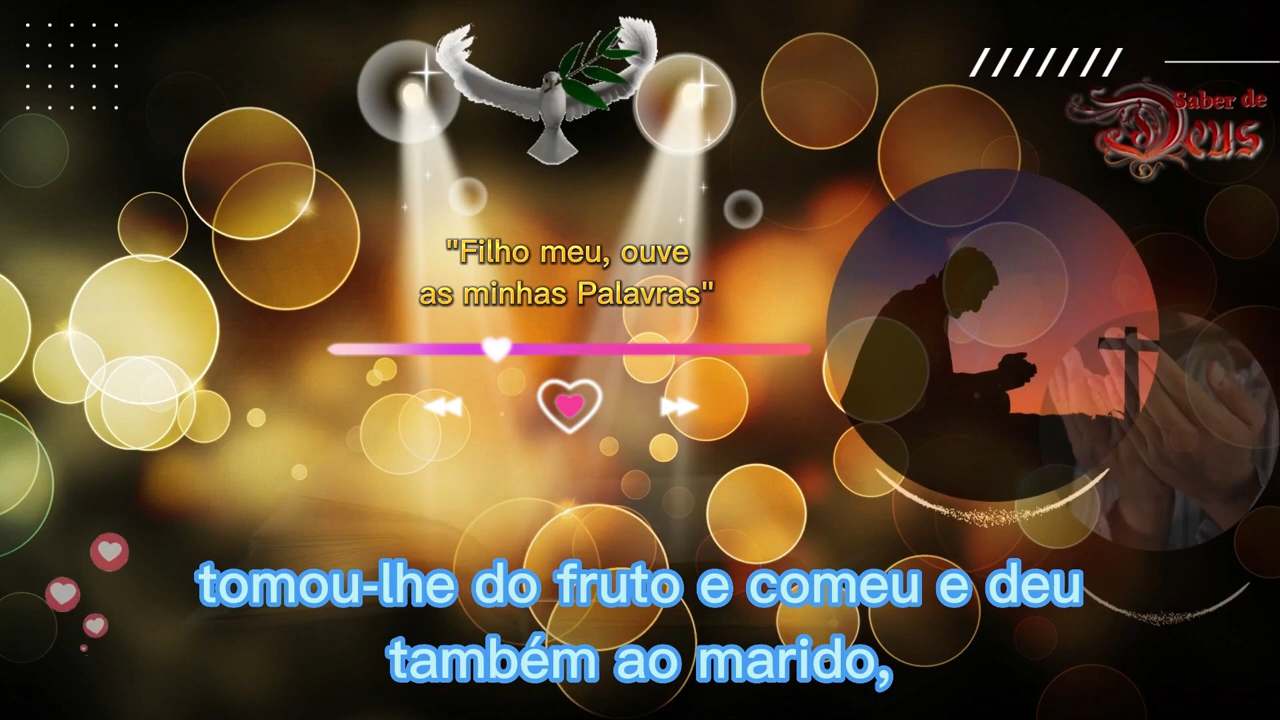 Saber de
Deus
"Filho meu, ouve
as minhas Palavras"
tomou-lhe do fruto e comeu e deu
também ao marido,